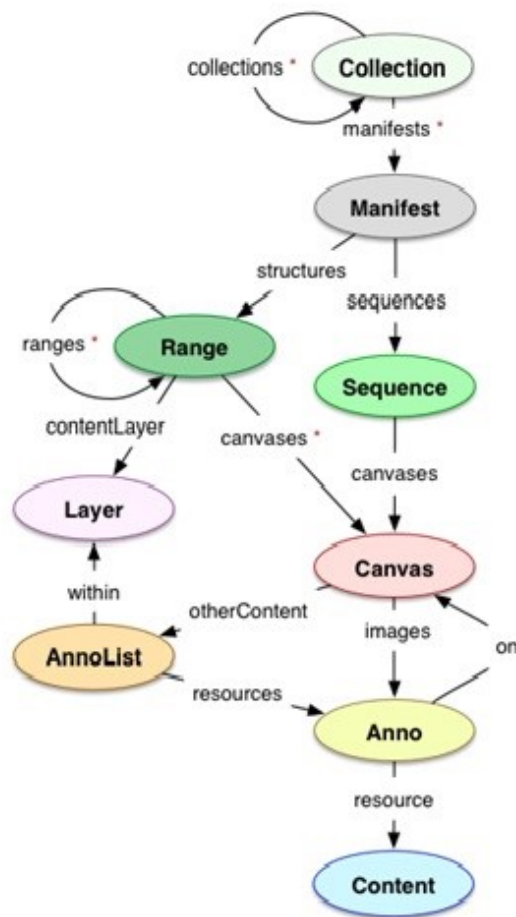 collections *
Collection
manifests *
Manifest
structures
sequences
ranges *
Range
Sequence
contentLayer
canvases *
canvases
Layer
Canvas
within
otherContent
images
on
AnnoList
resources
Anno
resource
Content